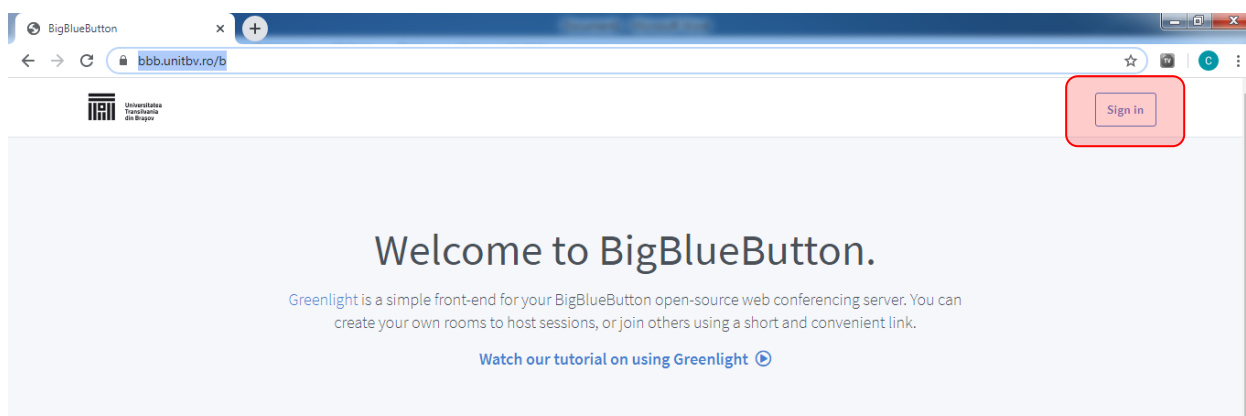 BigBlueButton
bbb.unitbv.ro/b
TV
C
Universitatea
Transilvania
din Brașov
Sign in
Welcome to BigBlueButton.
Greenlight is a simple front-end for your BigBlueButton open-source web conferencing server. You can
create your own rooms to host sessions, or join others using a short and convenient link.
Watch our tutorial on using Greenlight